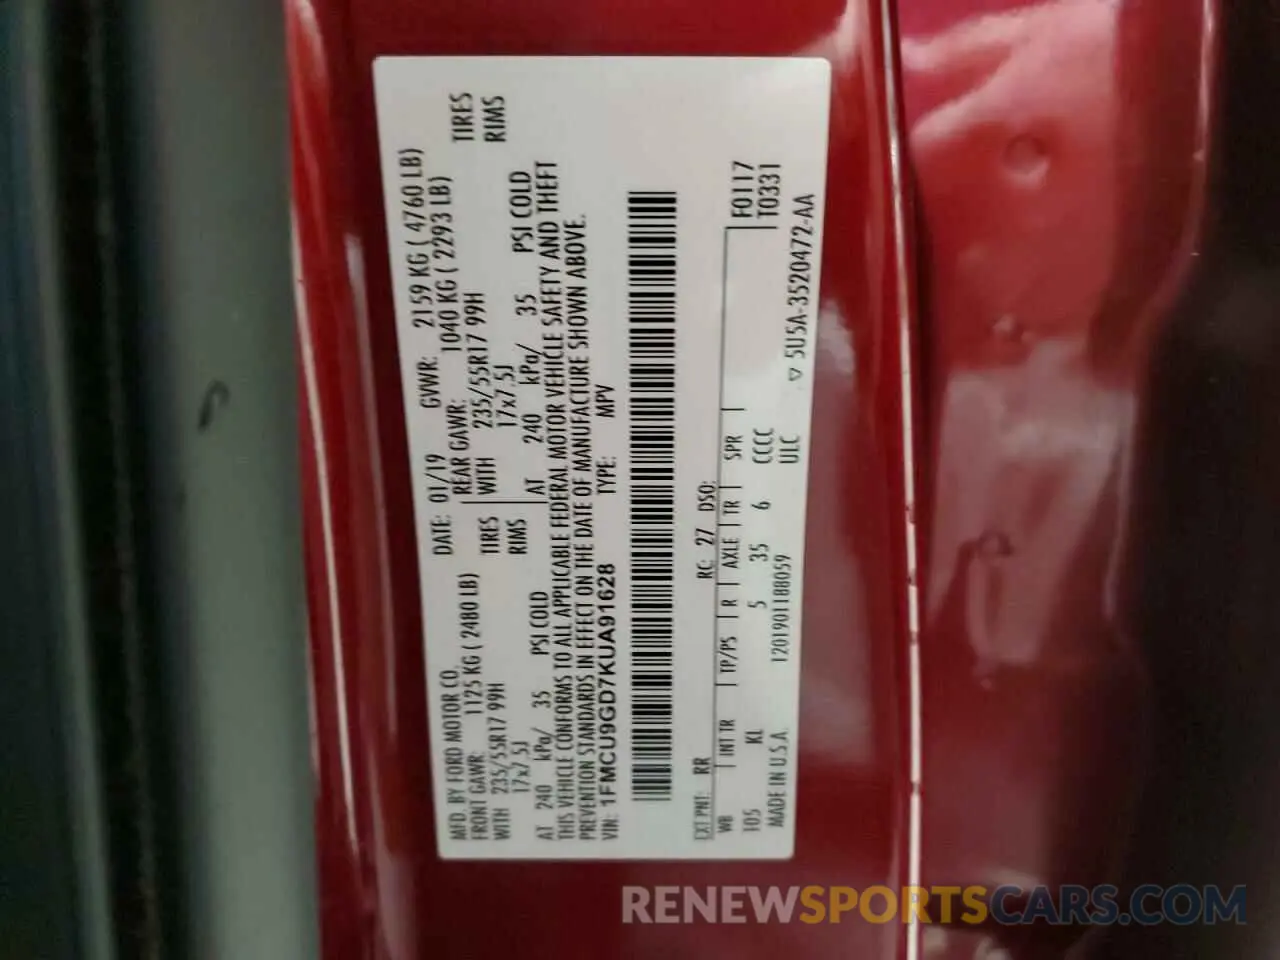 MFD. BY FORD MOTOR CO. DATE: 01/19 GVWR: 2159 KG ( 4760 LB)
FRONT GAWR: 1125 KG ( 2480 LB) REAR GAWR: 1040 KG ( 2293 LB)
WITH 235/55R17 99H TIRES WITH 235/55R17 99H TIRES
17x7.5J RIMS 17x7.5J RIMS
AT 240 kPa/ 35 PSI COLD AT 240 kPa/ 35 PSI COLD
THIS VEHICLE CONFORMS TO ALL APPLICABLE FEDERAL MOTOR VEHICLE SAFETY AND THEFT
PREVENTION STANDARDS IN EFFECT ON THE DATE OF MANUFACTURE SHOWN ABOVE.
VIN: 1FMCU9GD7KUA91628 TYPE: MPV
EXT PNT: RR RC: 27 DSO: F0117
WB INT TR TP/PS R AXLE TR SPR T0331
105 KL 5 35 6 CCCC
MADE IN U.S.A. 120190118 8059 ULC
▽ 5U5A-3520472-AA
RENEWSPORTSCARS.COM